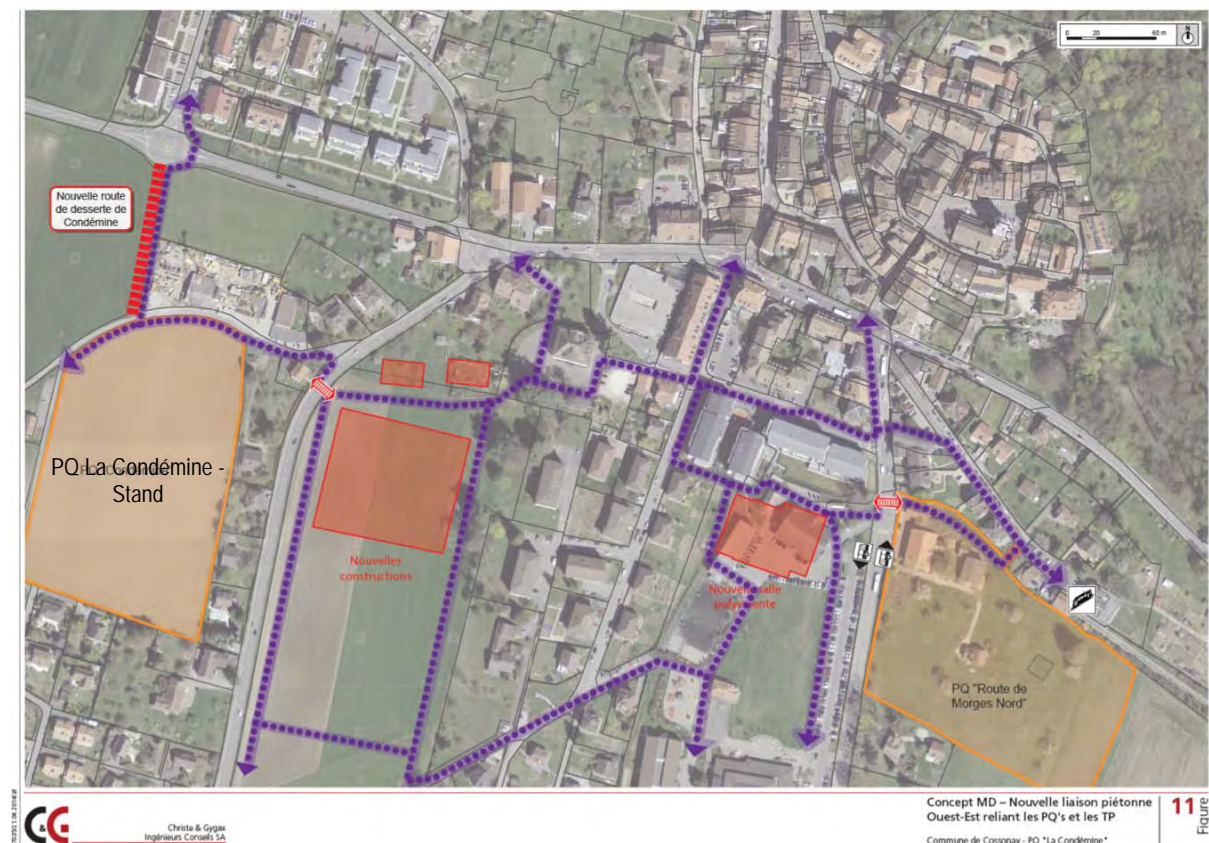 0 20 60 m N
Nouvelle route
de desserte de
Condémine
PQ La Condémine -
Stand
Nouvelles
constructions
Nouvelle salle
polyvalente
PQ "Route de
Morges Nord"
C&G
Christe & Gygax
Ingénieurs Conseils SA
Concept MD – Nouvelle liaison piétonne
Ouest-Est reliant les PQ's et les TP
Commune de Cossonay - PQ "La Condémine"
11
Figure